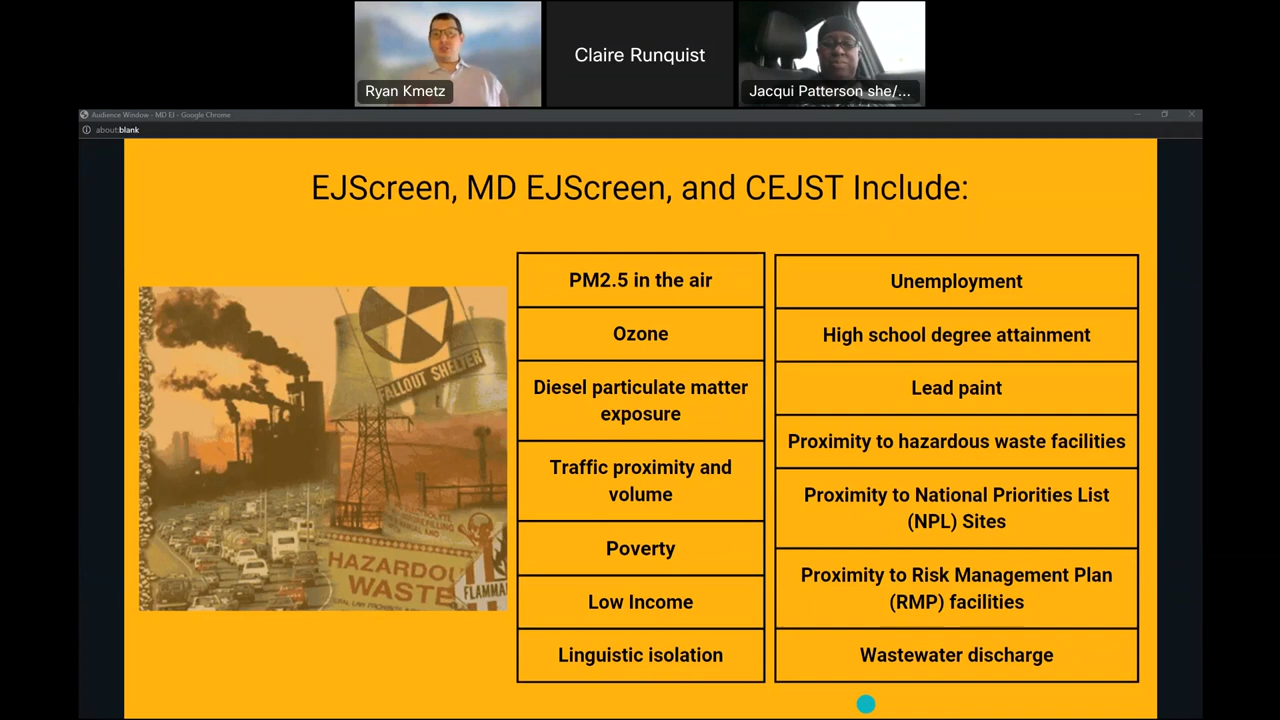 Ryan Kmetz
Claire Runquist
Jacqui Patterson she/...
Audience Window - MD EJ - Google Chrome
about:blank
EJScreen, MD EJScreen, and CEJST Include:
PM2.5 in the air
Ozone
Diesel particulate matter
exposure
Traffic proximity and
volume
Poverty
Low Income
Linguistic isolation
Unemployment
High school degree attainment
Lead paint
Proximity to hazardous waste facilities
Proximity to National Priorities List
(NPL) Sites
Proximity to Risk Management Plan
(RMP) facilities
Wastewater discharge
FALLOUT SHELTER
HAZARDOU
WASTE
FLAMMA